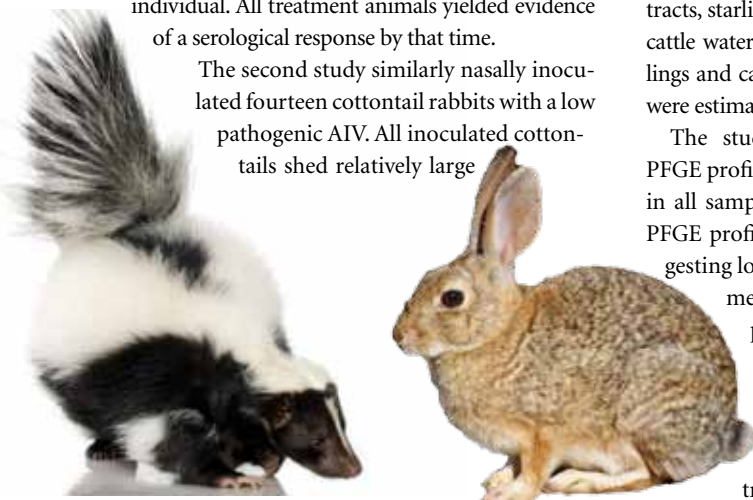 individual. All treatment animals yielded evidence
of a serological response by that time.
The second study similarly nasally inocu-
lated fourteen cottontail rabbits with a low
pathogenic AIV. All inoculated cotton-
tails shed relatively large
tracts, starli
cattle water
lings and ca
were estima
The stu
PFGE profi
in all samp
PFGE profi
gesting lo
me
tr